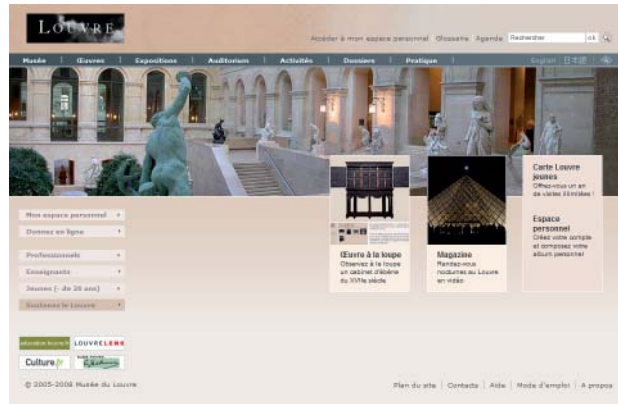 LOUVRE
Accéder à mon espace personnel | Glossaire | Agenda Rechercher ok
Musée | Œuvres | Expositions | Auditorium | Activités | Dossiers | Pratique | English 日本語
Mon espace personnel
Donnez en ligne
Professionnels
Enseignants
Jeunes (- de 26 ans)
Soutenez le Louvre
Œuvre à la loupe
Observez à la loupe
un cabinet d'ébène
du XVIIe siècle
Magazine
Rendez-vous
nocturnes au Louvre
en vidéo
Carte Louvre
jeunes
Offrez-vous un an
de visites illimitées !
Espace
personnel
Créez votre compte
et composez votre
album personnel
LOUVRELENS
Culture.fr
© 2005-2008 Musée du Louvre
Plan du site | Contacts | Aide | Mode d'emploi | A propos